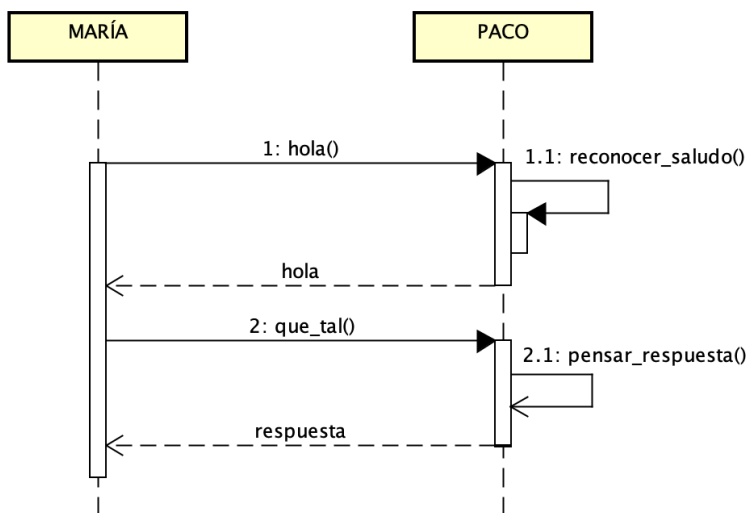 MARÍA
PACO
1: hola()
1.1: reconocer_saludo()
hola
2: que_tal()
2.1: pensar_respuesta()
respuesta